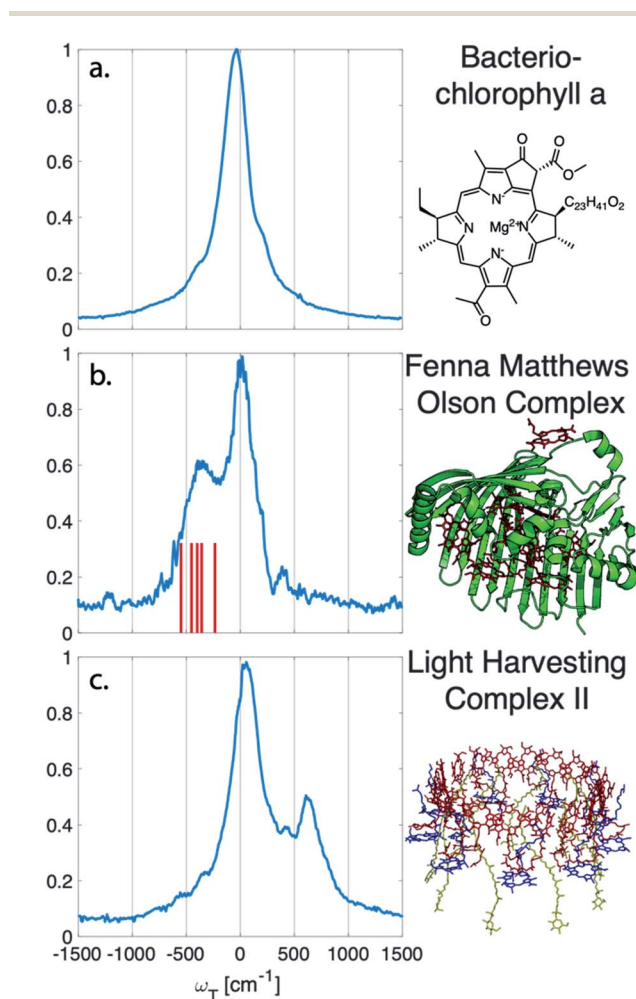 a.
1
0.8
0.6
0.4
0.2
0
Bacterio-
chlorophyll a
O
O
O
N
C₂₃H₄₁O₂
N
Mg²⁺
N
N⁻
O
b.
1
0.8
0.6
0.4
0.2
0
Fenna Matthews
Olson Complex
c.
1
0.8
0.6
0.4
0.2
0
-1500 -1000 -500 0 500 1000 1500
ω_T [cm⁻¹]
Light Harvesting
Complex II